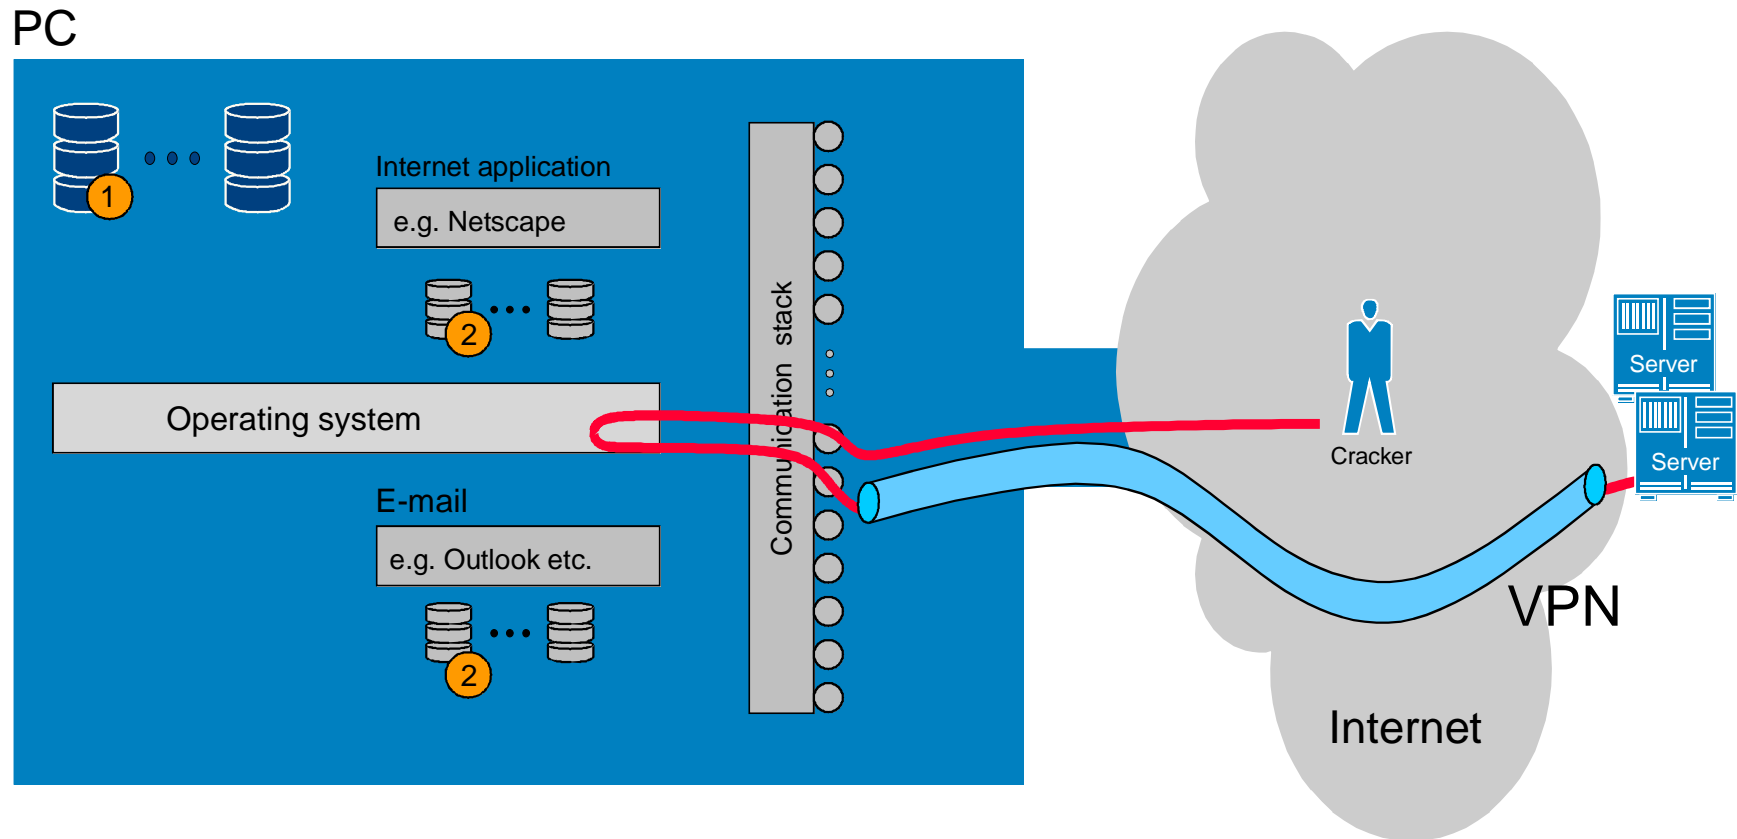 PC
1
Internet application
e.g. Netscape
2
Communication stack
Operating system
E-mail
e.g. Outlook etc.
2
Cracker
Server
Server
VPN
Internet